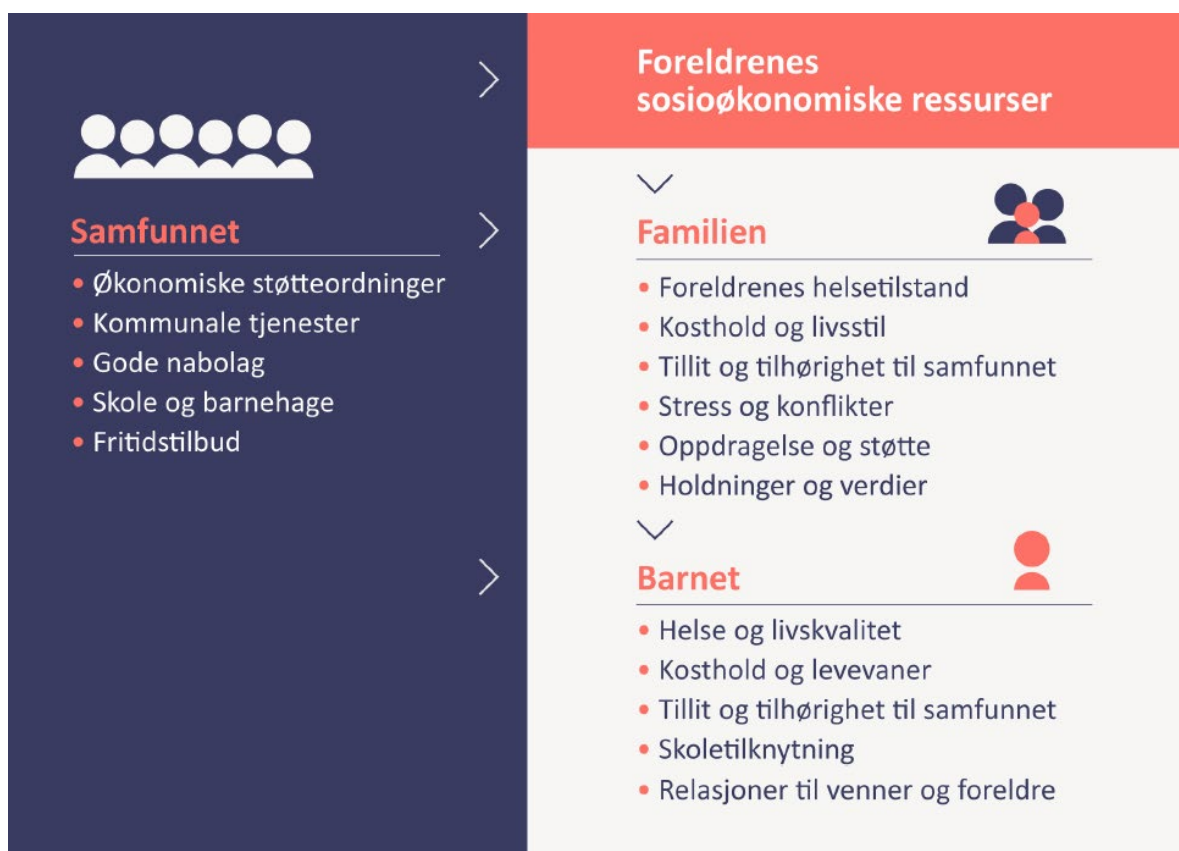 Samfunnet
• Økonomiske støtteordninger
• Kommunale tjenester
• Gode nabolag
• Skole og barnehage
• Fritidstilbud
Foreldrenes
sosioøkonomiske ressurser
Familien
• Foreldrenes helsetilstand
• Kosthold og livsstil
• Tillit og tilhørighet til samfunnet
• Stress og konflikter
• Oppdragelse og støtte
• Holdninger og verdier
Barnet
• Helse og livskvalitet
• Kosthold og levevaner
• Tillit og tilhørighet til samfunnet
• Skoletilknytning
• Relasjoner til venner og foreldre